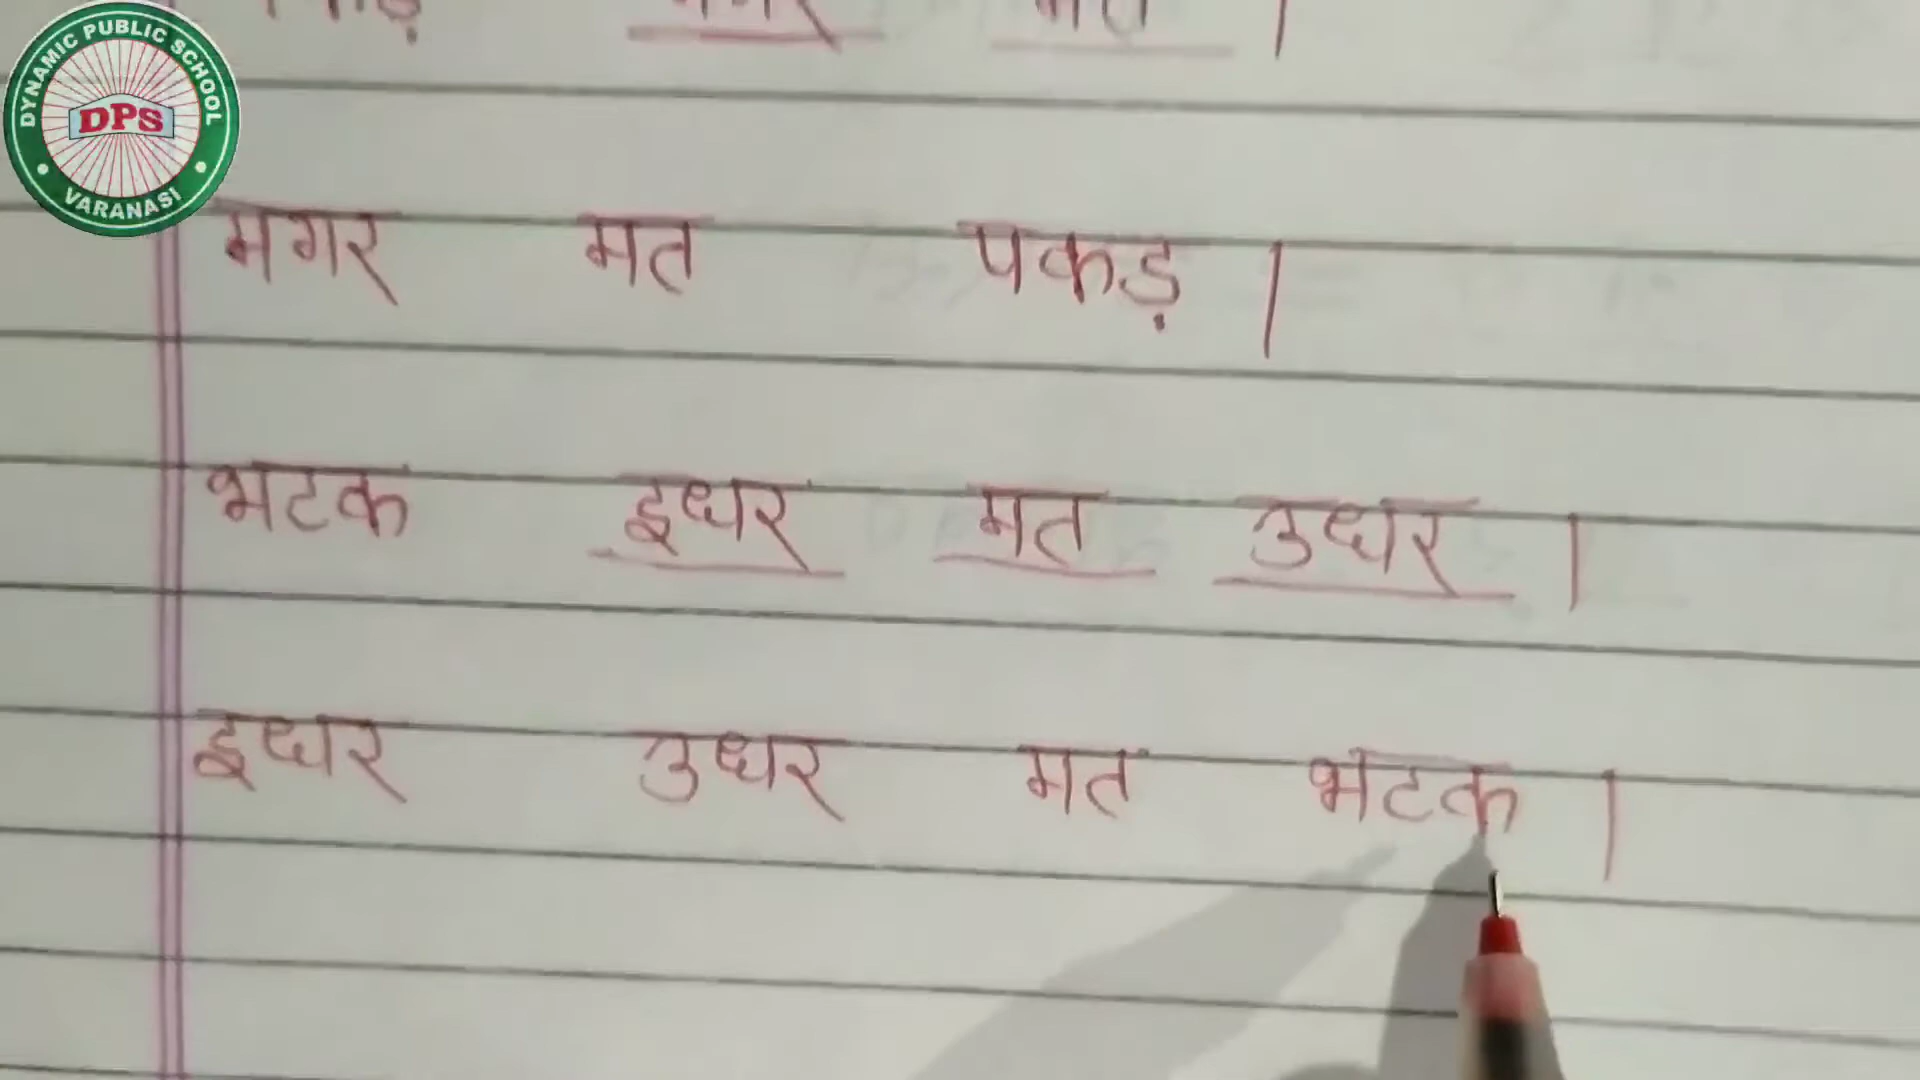 DYNAMIC PUBLIC SCHOOL
DPS
VARANASI
मगर मत पकड़ ।
भटक इधर मत उधर ।
इधर उधर मत भटक ।